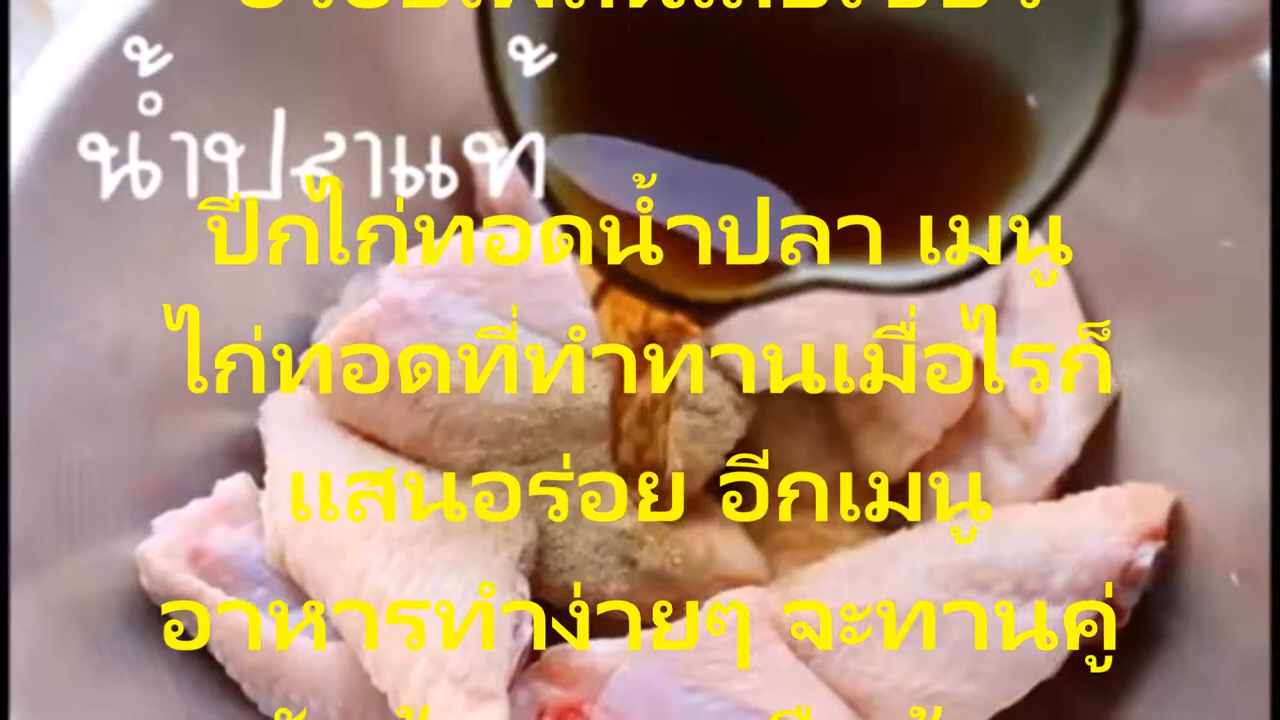 น้ำปลาแท้
ปีกไก่ทอดน้ำปลา เมนู
ไก่ทอดที่ทำทานเมื่อไรก็
แสนอร่อย อีกเมนู
อาหารทำง่ายๆ จะทานคู่